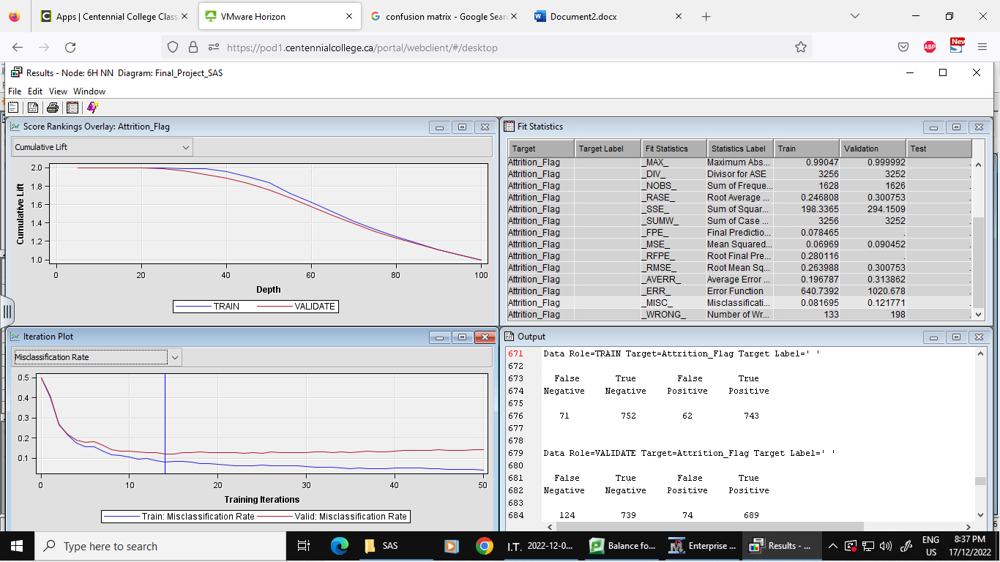 Apps | Centennial College Class
VMware Horizon
confusion matrix - Google Sear
Document2.docx
https://pod1.centennialcollege.ca/portal/webclient/#/desktop
ABP
New
Results - Node: 6H NN Diagram: Final_Project_SAS
File Edit View Window
Score Rankings Overlay: Attrition_Flag
Cumulative Lift
2.0
1.8
1.6
1.4
1.2
1.0
Cumulative Lift
0 20 40 60 80 100
Depth
TRAIN VALIDATE
Fit Statistics
Target Target Label Fit Statistics Statistics Label Train Validation Test
Attrition_Flag _MAX_ Maximum Abs... 0.99047 0.999992 .
Attrition_Flag _DIV_ Divisor for ASE 3256 3252 .
Attrition_Flag _NOBS_ Sum of Freque... 1628 1626 .
Attrition_Flag _RASE_ Root Average ... 0.246808 0.300753 .
Attrition_Flag _SSE_ Sum of Squar... 198.3365 294.1509 .
Attrition_Flag _SUMW_ Sum of Case ... 3256 3252 .
Attrition_Flag _FPE_ Final Predictio... 0.078465 . .
Attrition_Flag _MSE_ Mean Squared... 0.06969 0.090452 .
Attrition_Flag _RFPE_ Root Final Pre... 0.280116 . .
Attrition_Flag _RMSE_ Root Mean Sq... 0.263988 0.300753 .
Attrition_Flag _AVERR_ Average Error ... 0.196787 0.313862 .
Attrition_Flag _ERR_ Error Function 640.7392 1020.678 .
Attrition_Flag _MISC_ Misclassificati... 0.081695 0.121771 .
Attrition_Flag _WRONG_ Number of Wr... 133 198 .
Iteration Plot
Misclassification Rate
0.5
0.4
0.3
0.2
0.1
0 10 20 30 40 50
Training Iterations
Train: Misclassification Rate Valid: Misclassification Rate
Output
671 Data Role=TRAIN Target=Attrition_Flag Target Label=' '
672
673 False True False True
674 Negative Negative Positive Positive
675
676 71 752 62 743
677
678
679 Data Role=VALIDATE Target=Attrition_Flag Target Label=' '
680
681 False True False True
682 Negative Negative Positive Positive
683
684 124 739 74 689
Type here to search
SAS
I.T. 2022-12-0...
Balance fo...
Enterprise ...
Results - ...
ENG
US
8:37 PM
17/12/2022